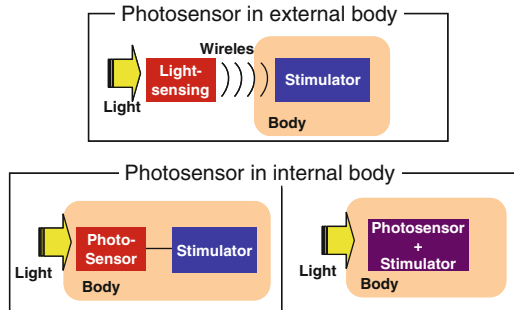 Photosensor in external body
Wireles
Light-
sensing
Stimulator
Light
Body
Photosensor in internal body
Photo-
Sensor
Stimulator
Light
Body
Photosensor
+
Stimulator
Light
Body